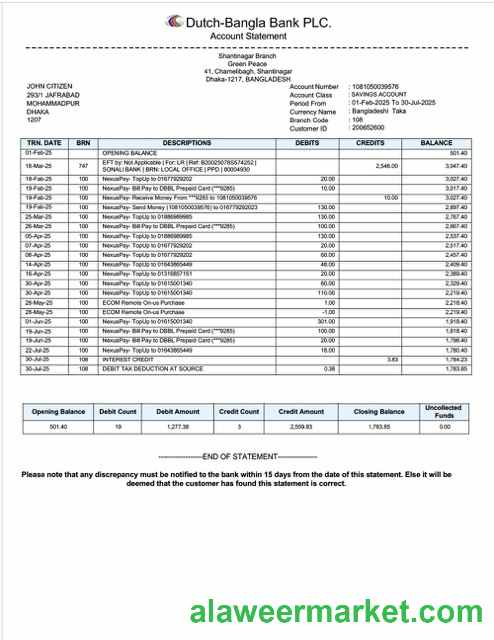 Dutch-Bangla Bank PLC.
Account Statement
Shantinagar Branch
Green Peace
41, Chamelibagh, Shantinagar
Dhaka-1217, BANGLADESH
JOHN CITIZEN
293/1 JAFRABAD
MOHAMMADPUR
DHAKA
1207
Account Number : 1081050039576
Account Class : SAVINGS ACCOUNT
Period From : 01-Feb-2025 To 30-Jul-2025
Currency Name : Bangladeshi Taka
Branch Code : 108
Customer ID : 200652600
TRN. DATE BRN DESCRIPTIONS DEBITS CREDITS BALANCE
01-Feb-25 OPENING BALANCE 501.40
18-Mar-25 747 EFT by: Not Applicable | For: LR | Ref: B20025078S574252 | 2,546.00 3,047.40
SONALI BANK | BRN: LOCAL OFFICE | PPD | 80004930
18-Feb-25 100 NexusPay- TopUp to 01677929202 20.00 3,027.40
19-Feb-25 100 NexusPay- Bill Pay to DBBL Prepaid Card (***9285) 10.00 3,017.40
19-Feb-25 100 NexusPay- Receive Money From ***9285 to 1081050039576 10.00 3,027.40
19-Feb-25 100 NexusPay- Send Money (1081050039576) to 016779292023 130.00 2,897.40
25-Mar-25 100 NexusPay- TopUp to 01886989985 130.00 2,767.40
26-Mar-25 100 NexusPay- Bill Pay to DBBL Prepaid Card (***9285) 100.00 2,667.40
05-Apr-25 100 NexusPay- TopUp to 01886989985 130.00 2,537.40
07-Apr-25 100 NexusPay- TopUp to 01677929202 20.00 2,517.40
08-Apr-25 100 NexusPay- TopUp to 01677929202 60.00 2,457.40
14-Apr-25 100 NexusPay- TopUp to 01643865449 48.00 2,409.40
16-Apr-25 100 NexusPay- TopUp to 01316857151 20.00 2,389.40
30-Apr-25 100 NexusPay- TopUp to 01615001340 60.00 2,329.40
30-Apr-25 100 NexusPay- TopUp to 01615001340 110.00 2,219.40
28-May-25 100 ECOM Remote On-us Purchase 1.00 2,218.40
28-May-25 100 ECOM Remote On-us Purchase -1.00 2,219.40
01-Jun-25 100 NexusPay- TopUp to 01615001340 301.00 1,918.40
19-Jun-25 100 NexusPay- Bill Pay to DBBL Prepaid Card (***9285) 100.00 1,818.40
19-Jun-25 100 NexusPay- Bill Pay to DBBL Prepaid Card (***9285) 20.00 1,798.40
22-Jul-25 100 NexusPay- TopUp to 01643865449 18.00 1,780.40
30-Jul-25 108 INTEREST CREDIT 3.83 1,784.23
30-Jul-25 108 DEBIT TAX DEDUCTION AT SOURCE 0.38 1,783.85
Opening Balance Debit Count Debit Amount Credit Count Credit Amount Closing Balance Uncollected Funds
501.40 19 1,277.38 3 2,559.83 1,783.85 0.00
--------------------END OF STATEMENT--------------------
Please note that any discrepancy must be notified to the bank within 15 days from the date of this statement. Else it will be
deemed that the customer has found this statement is correct.
alaweermarket.com